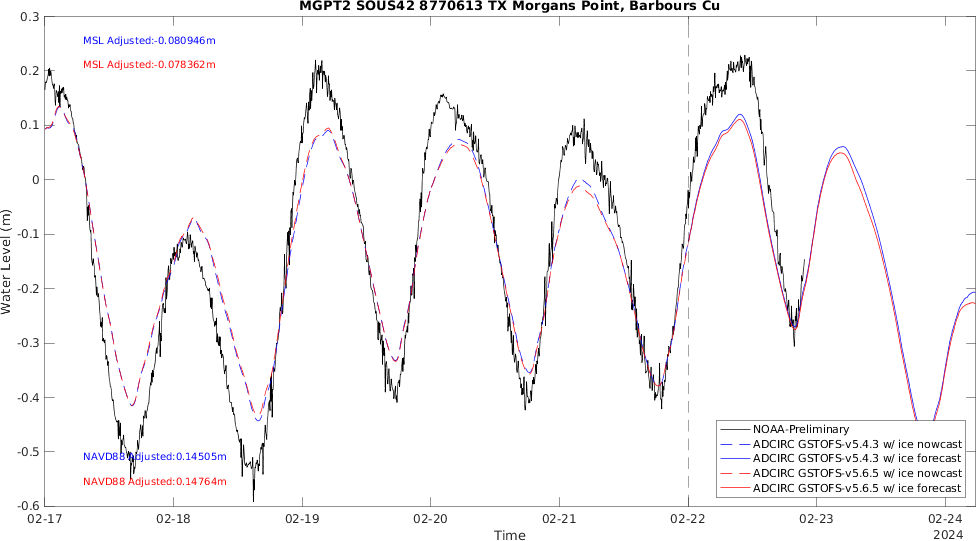 MGPT2 SOUS42 8770613 TX Morgans Point, Barbours Cu
MSL Adjusted:-0.080946m
MSL Adjusted:-0.078362m
Water Level (m)
0.3
0.2
0.1
0
-0.1
-0.2
-0.3
-0.4
-0.5
-0.6
NAVD88 Adjusted:0.14505m
NAVD88 Adjusted:0.14764m
NOAA-Preliminary
ADCIRC GSTOFS-v5.4.3 w/ ice nowcast
ADCIRC GSTOFS-v5.4.3 w/ ice forecast
ADCIRC GSTOFS-v5.6.5 w/ ice nowcast
ADCIRC GSTOFS-v5.6.5 w/ ice forecast
02-17 02-18 02-19 02-20 02-21 02-22 02-23 02-24
Time
2024